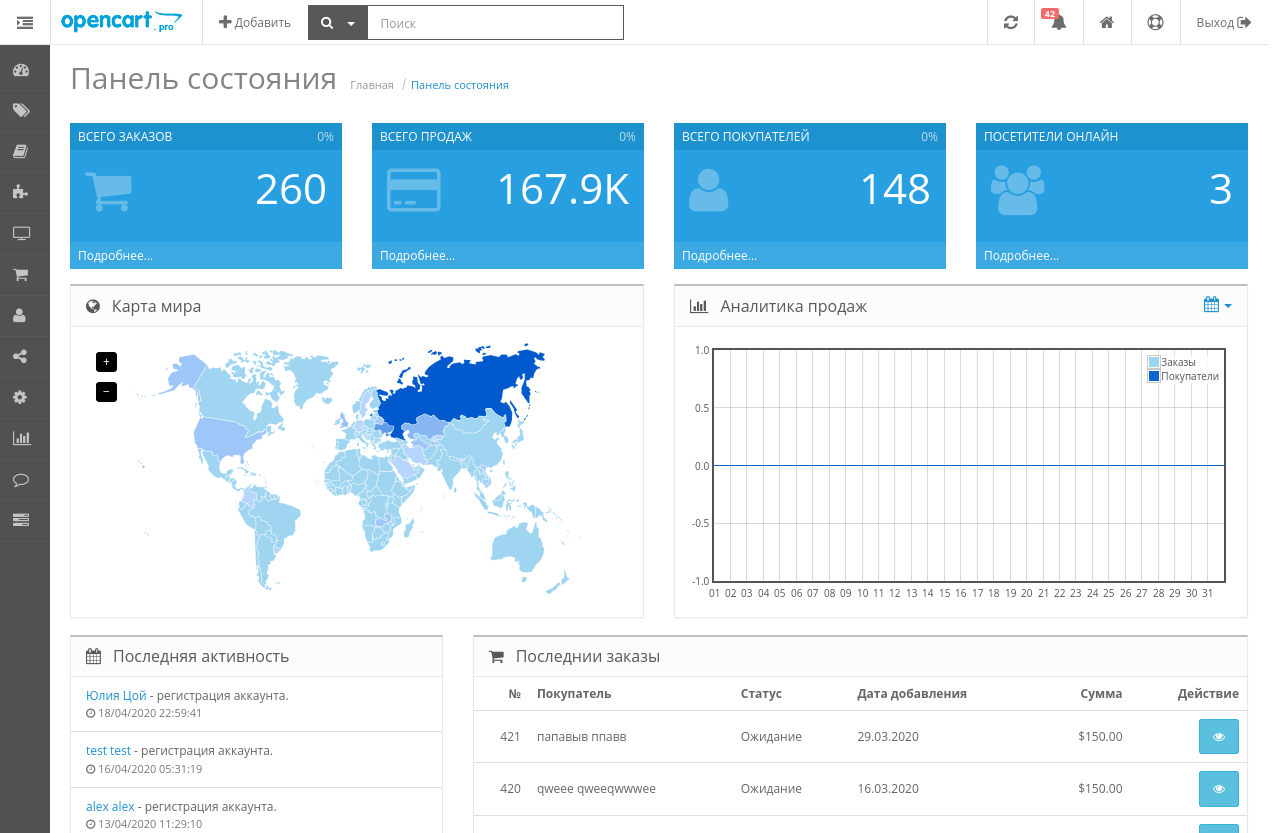 opencart .pro
Добавить
Поиск
42
Выход
Панель состояния
Главная / Панель состояния
ВСЕГО ЗАКАЗОВ 0%
260
Подробнее...
ВСЕГО ПРОДАЖ 0%
167.9K
Подробнее...
ВСЕГО ПОКУПАТЕЛЕЙ 0%
148
Подробнее...
ПОСЕТИТЕЛИ ОНЛАЙН
3
Подробнее...
Карта мира
+
−
Аналитика продаж
Заказы
Покупатели
1.0
0.5
0.0
-0.5
-1.0
01 02 03 04 05 06 07 08 09 10 11 12 13 14 15 16 17 18 19 20 21 22 23 24 25 26 27 28 29 30 31
Последняя активность
Юлия Цой - регистрация аккаунта.
18/04/2020 22:59:41
test test - регистрация аккаунта.
16/04/2020 05:31:19
alex alex - регистрация аккаунта.
13/04/2020 11:29:10
Последнии заказы
№ Покупатель Статус Дата добавления Сумма Действие
421 папавыв ппавв Ожидание 29.03.2020 $150.00
420 qweee qweeqwwwee Ожидание 16.03.2020 $150.00